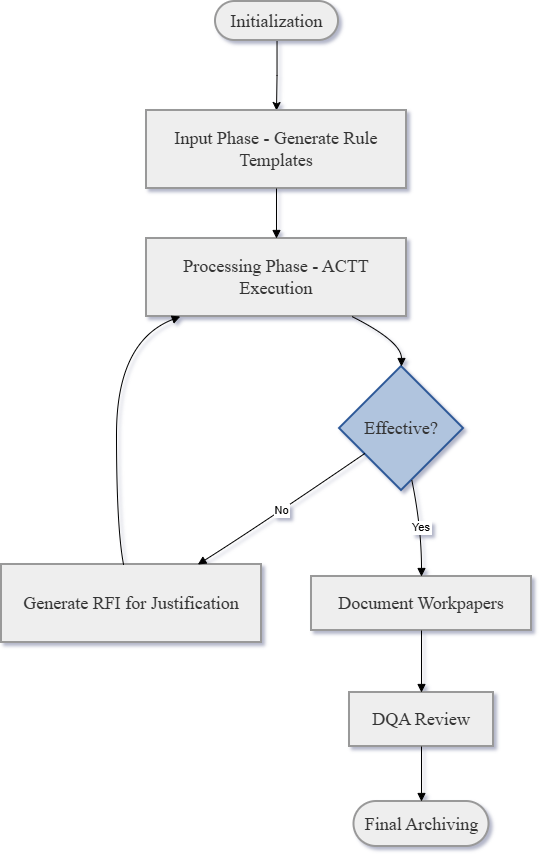 Initialization
Input Phase - Generate Rule
Templates
Processing Phase - ACTT
Execution
Effective?
No
Yes
Generate RFI for Justification
Document Workpapers
DQA Review
Final Archiving